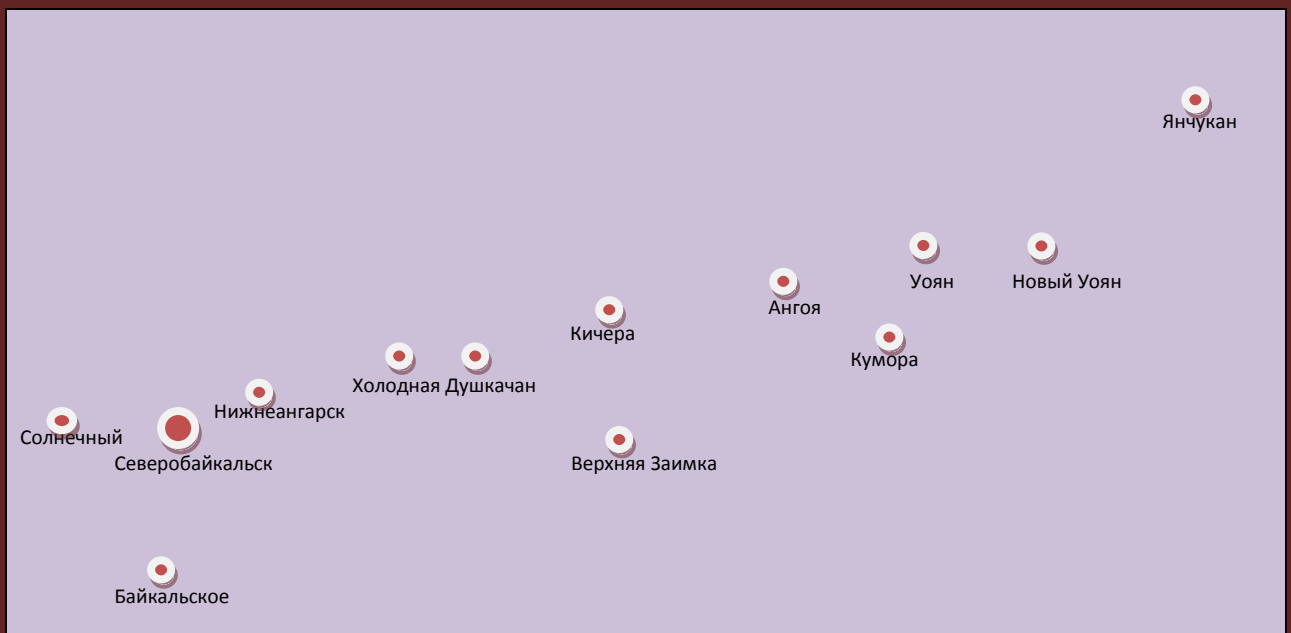 Янчукан
Уоян
Новый Уоян
Ангоя
Кичера
Кумора
Холодная
Душкачан
Нижнеангарск
Солнечный
Северобайкальск
Верхняя Заимка
Байкальское